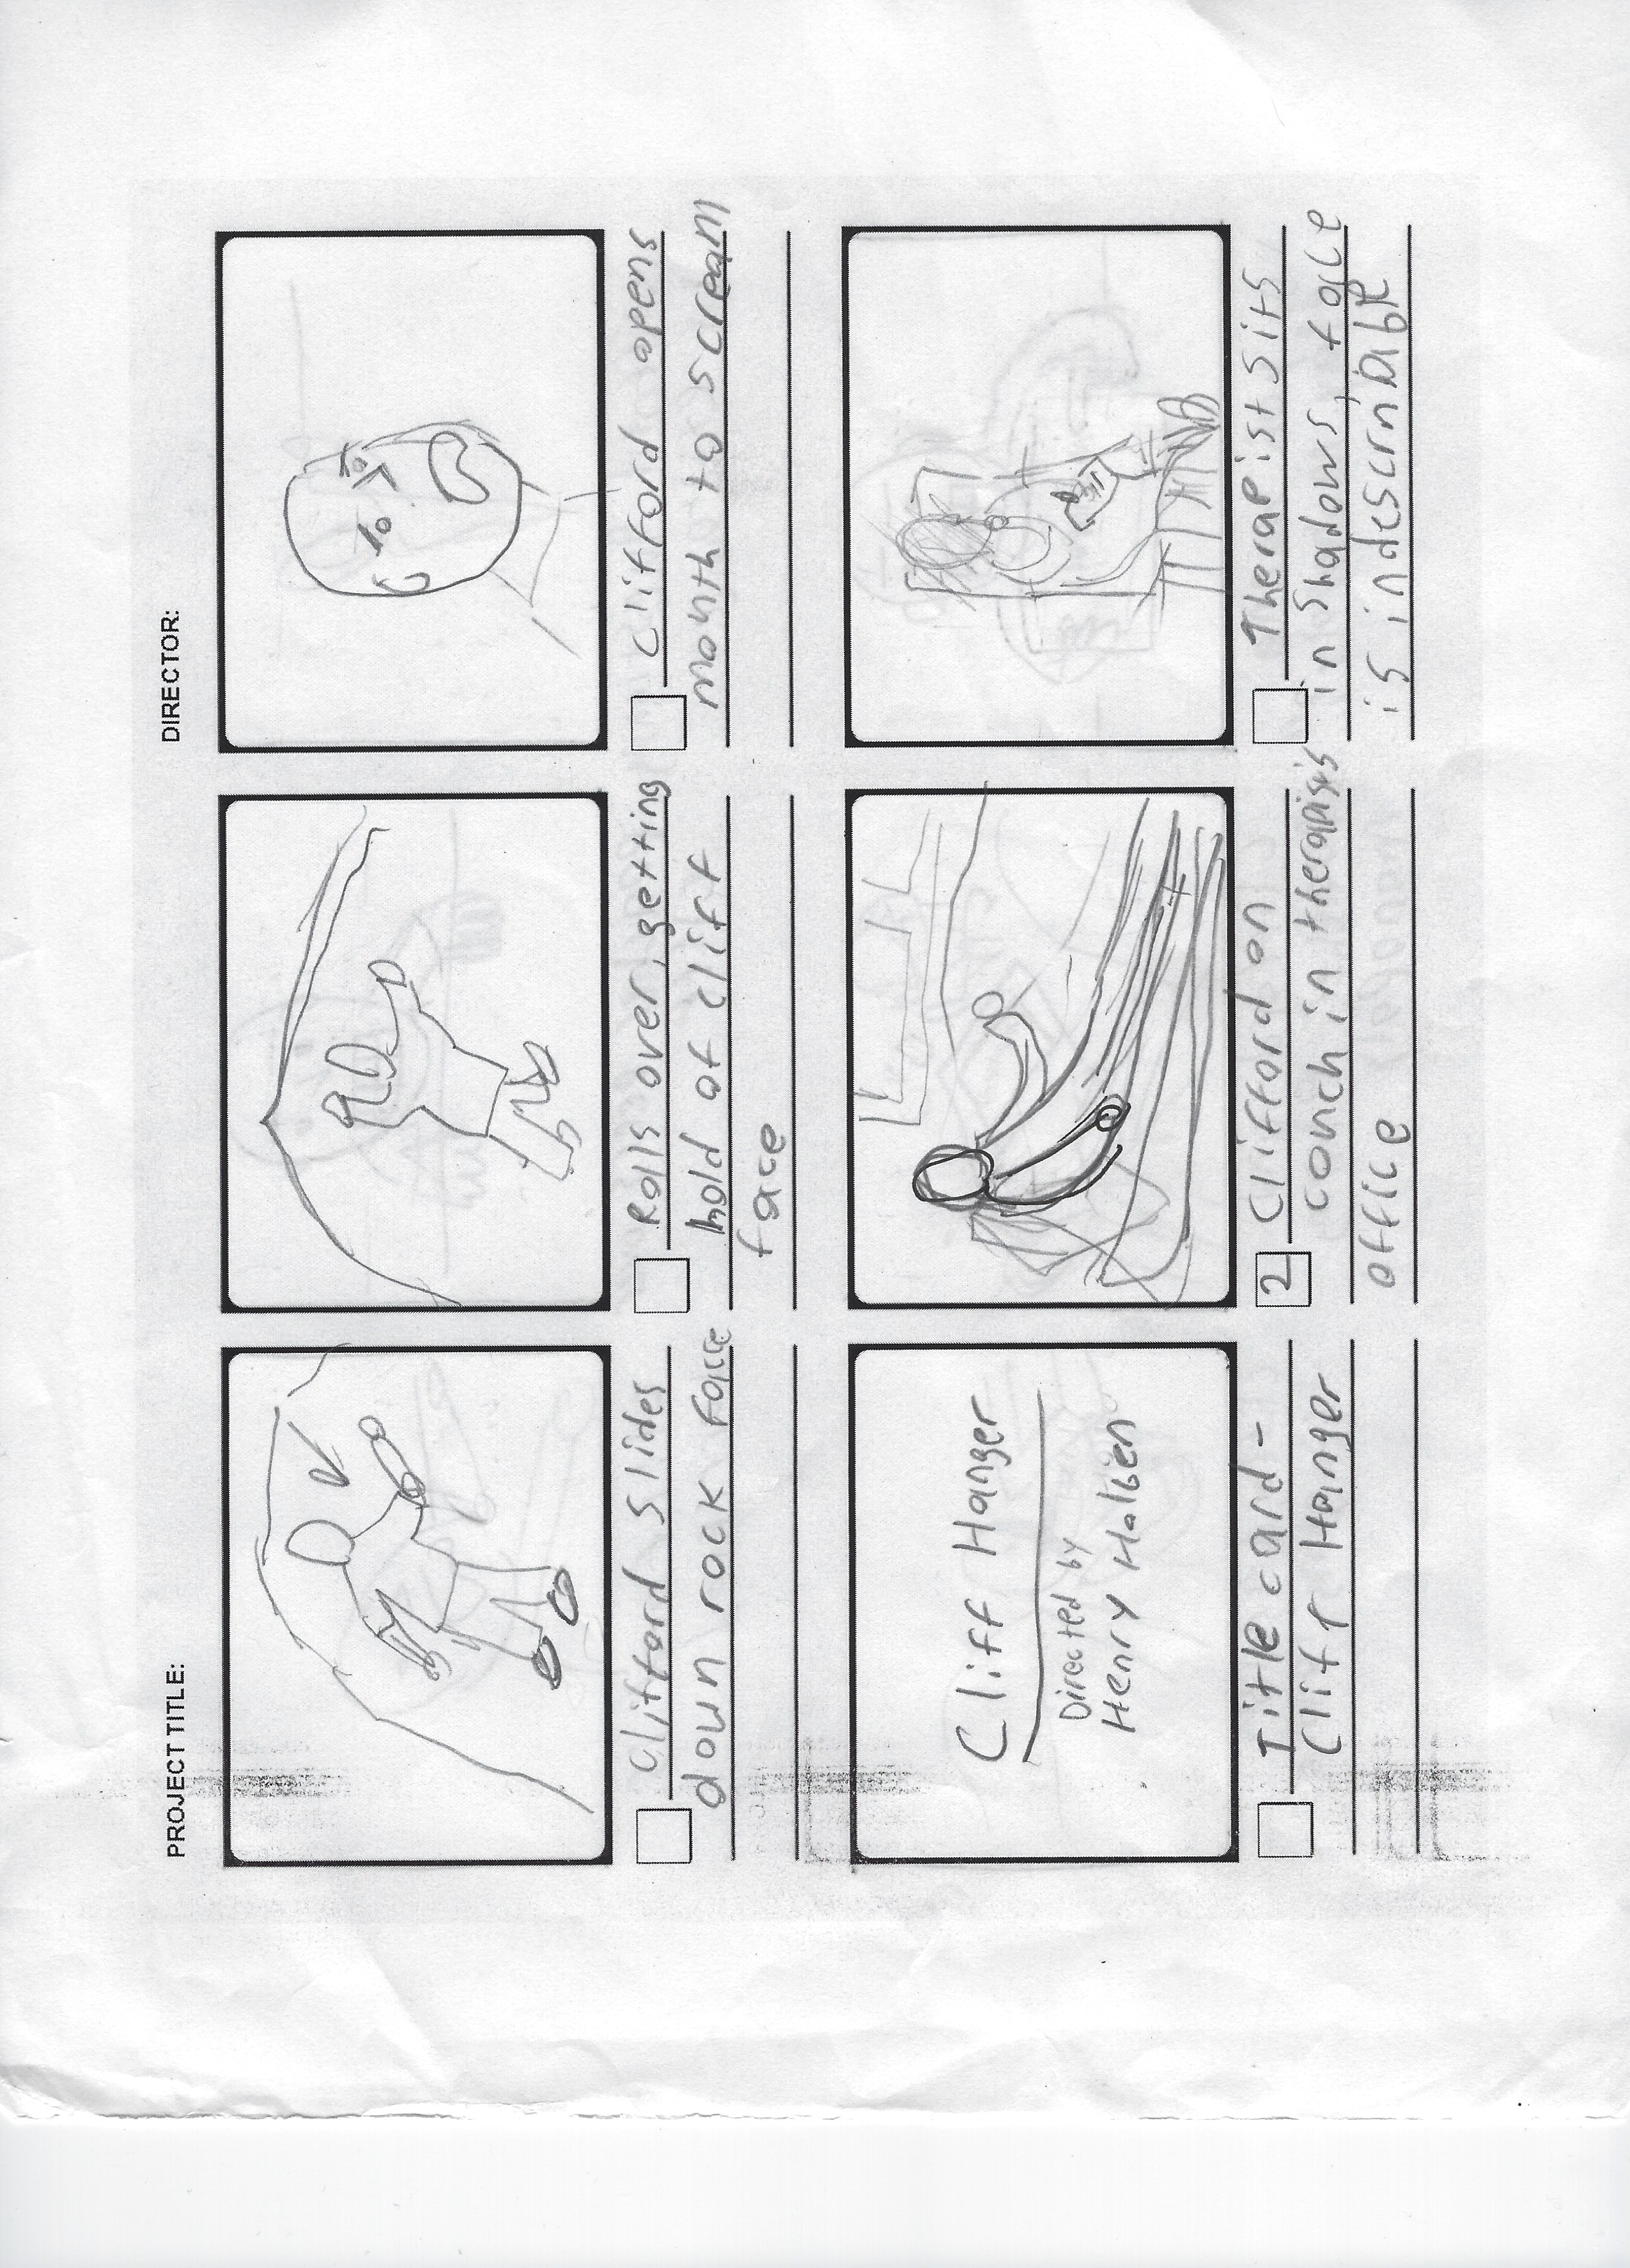 PROJECT TITLE:
DIRECTOR:
Clifford slides
down rock face
Rolls over, getting
hold of cliff
face
Clifford opens
mouth to scream
Cliff Hanger
Directed by
Henry Holbien
Title card-
Cliff Hanger
2
Clifford on
couch in therapist's
office
Therapist sits
in shadows, face
is indescribable